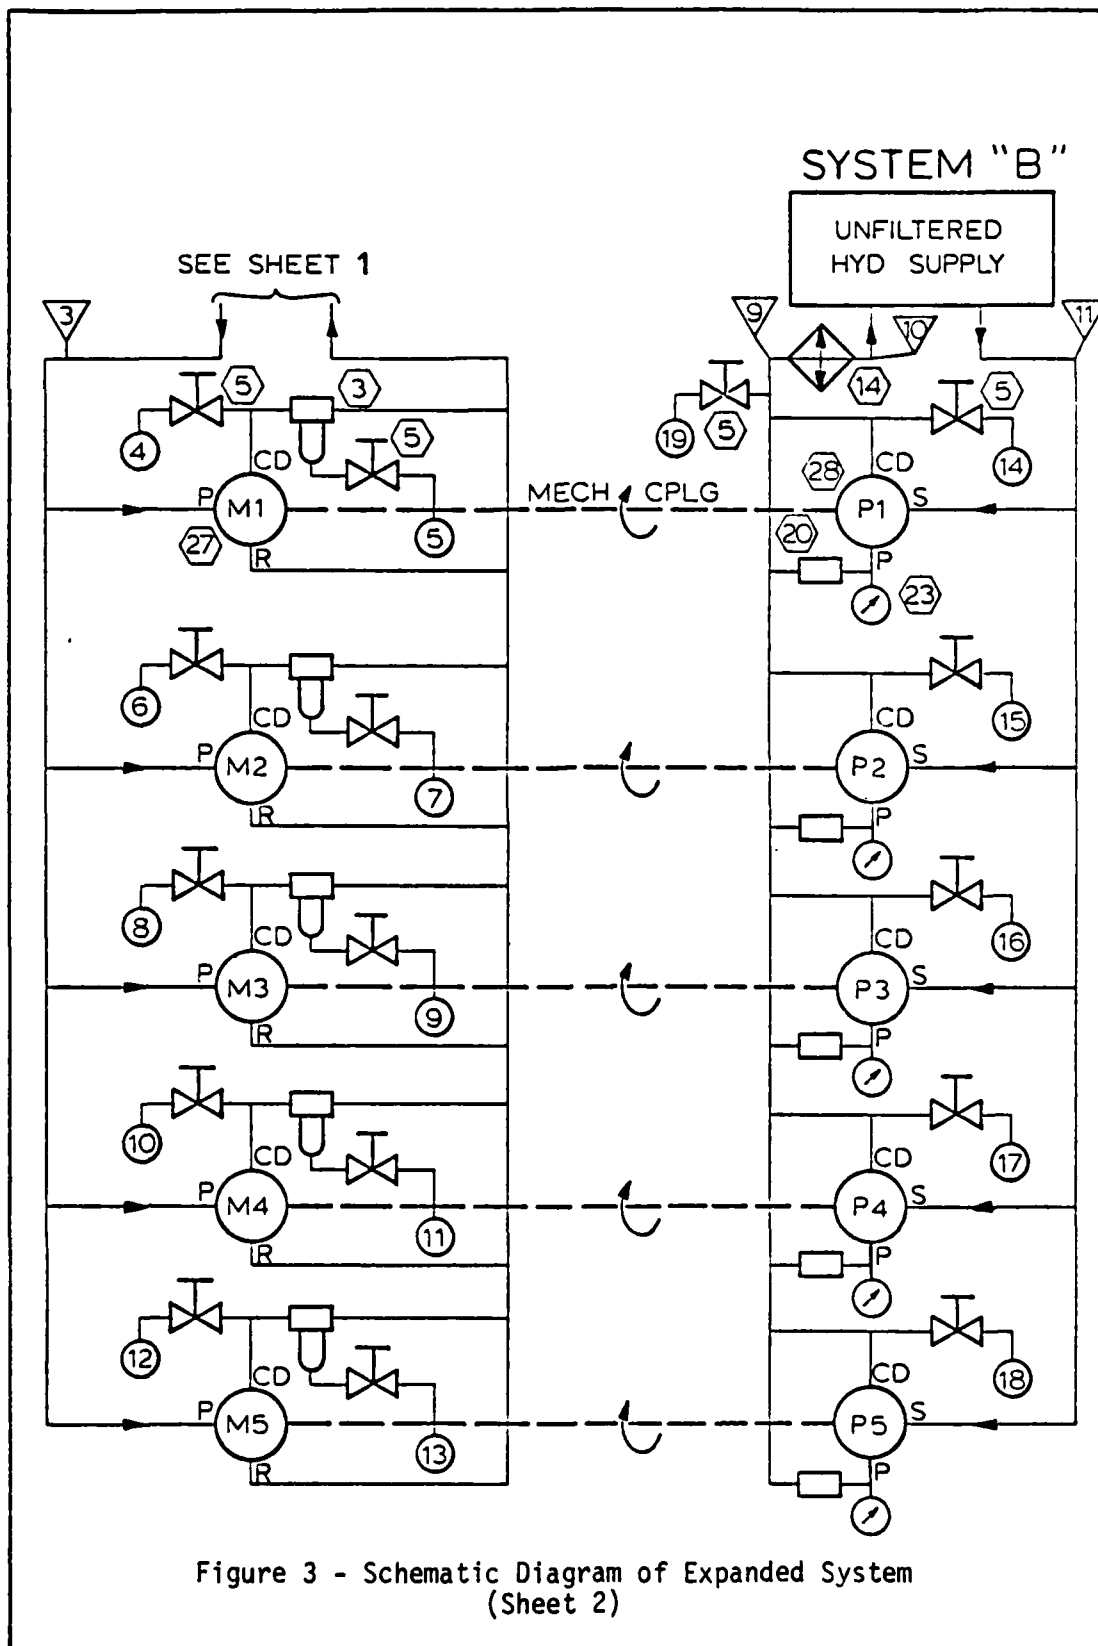 SYSTEM "B"
UNFILTERED
HYD SUPPLY
SEE SHEET 1
3
9
10
11
5
3
14
5
4
5
19
5
14
CD
28
CD
P
M1
MECH CPLG
P1
S
27
5
20
R
P
23
6
15
CD
CD
P
M2
P2
S
7
R
P
8
16
CD
CD
P
M3
P3
S
9
R
P
10
17
CD
CD
P
M4
P4
S
11
R
P
12
18
CD
CD
P
M5
P5
S
13
R
P
Figure 3 - Schematic Diagram of Expanded System
(Sheet 2)